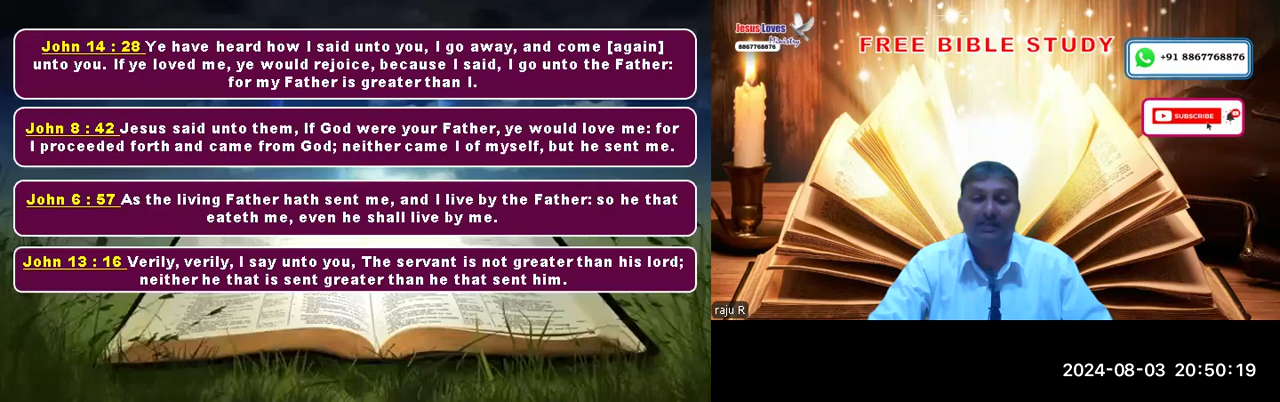 John 14 : 28 Ye have heard how I said unto you, I go away, and come [again]
unto you. If ye loved me, ye would rejoice, because I said, I go unto the Father:
for my Father is greater than I.
John 8 : 42 Jesus said unto them, If God were your Father, ye would love me: for
I proceeded forth and came from God; neither came I of myself, but he sent me.
John 6 : 57 As the living Father hath sent me, and I live by the Father: so he that
eateth me, even he shall live by me.
John 13 : 16 Verily, verily, I say unto you, The servant is not greater than his lord;
neither he that is sent greater than he that sent him.
Jesus Loves
Ministry
8867768876
FREE BIBLE STUDY
+91 8867768876
SUBSCRIBE
raju R
2024-08-03 20:50:19